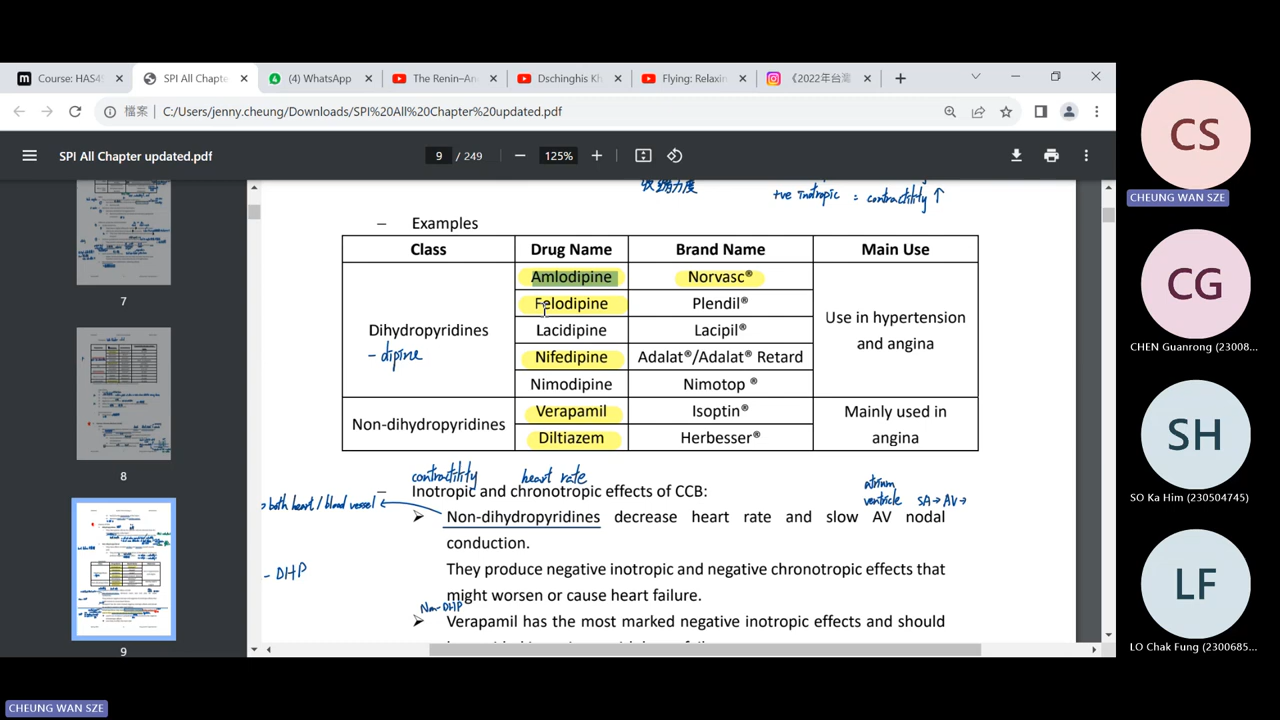 Course: HAS4
SPI All Chapte
(4) WhatsApp
The Renin–An
Dschinghis Kh
Flying: Relaxin
《2022年台灣
檔案
C:/Users/jenny.cheung/Downloads/SPI%20All%20Chapter%20updated.pdf
SPI All Chapter updated.pdf
9 / 249
125%
7
8
9
收縮力度
+ve inotropic = contractility ↑
– Examples
Class Drug Name Brand Name Main Use
Dihydropyridines
- dipine
Amlodipine Norvasc®
Felodipine Plendil®
Lacidipine Lacipil®
Nifedipine Adalat®/Adalat® Retard
Nimodipine Nimotop ®
Use in hypertension
and angina
Non-dihydropyridines
Verapamil Isoptin®
Diltiazem Herbesser®
Mainly used in
angina
contractility heart rate
– Inotropic and chronotropic effects of CCB:
both heart / blood vessel
atrium
ventricle SA→AV→
➤ Non-dihydropyridines decrease heart rate and slow AV nodal
conduction.
They produce negative inotropic and negative chronotropic effects that
might worsen or cause heart failure.
- DHP
Non-DHP
➤ Verapamil has the most marked negative inotropic effects and should
CS
CHEUNG WAN SZE
CG
CHEN Guanrong (23008...
SH
SO Ka Him (230504745)
LF
LO Chak Fung (2300685...
CHEUNG WAN SZE